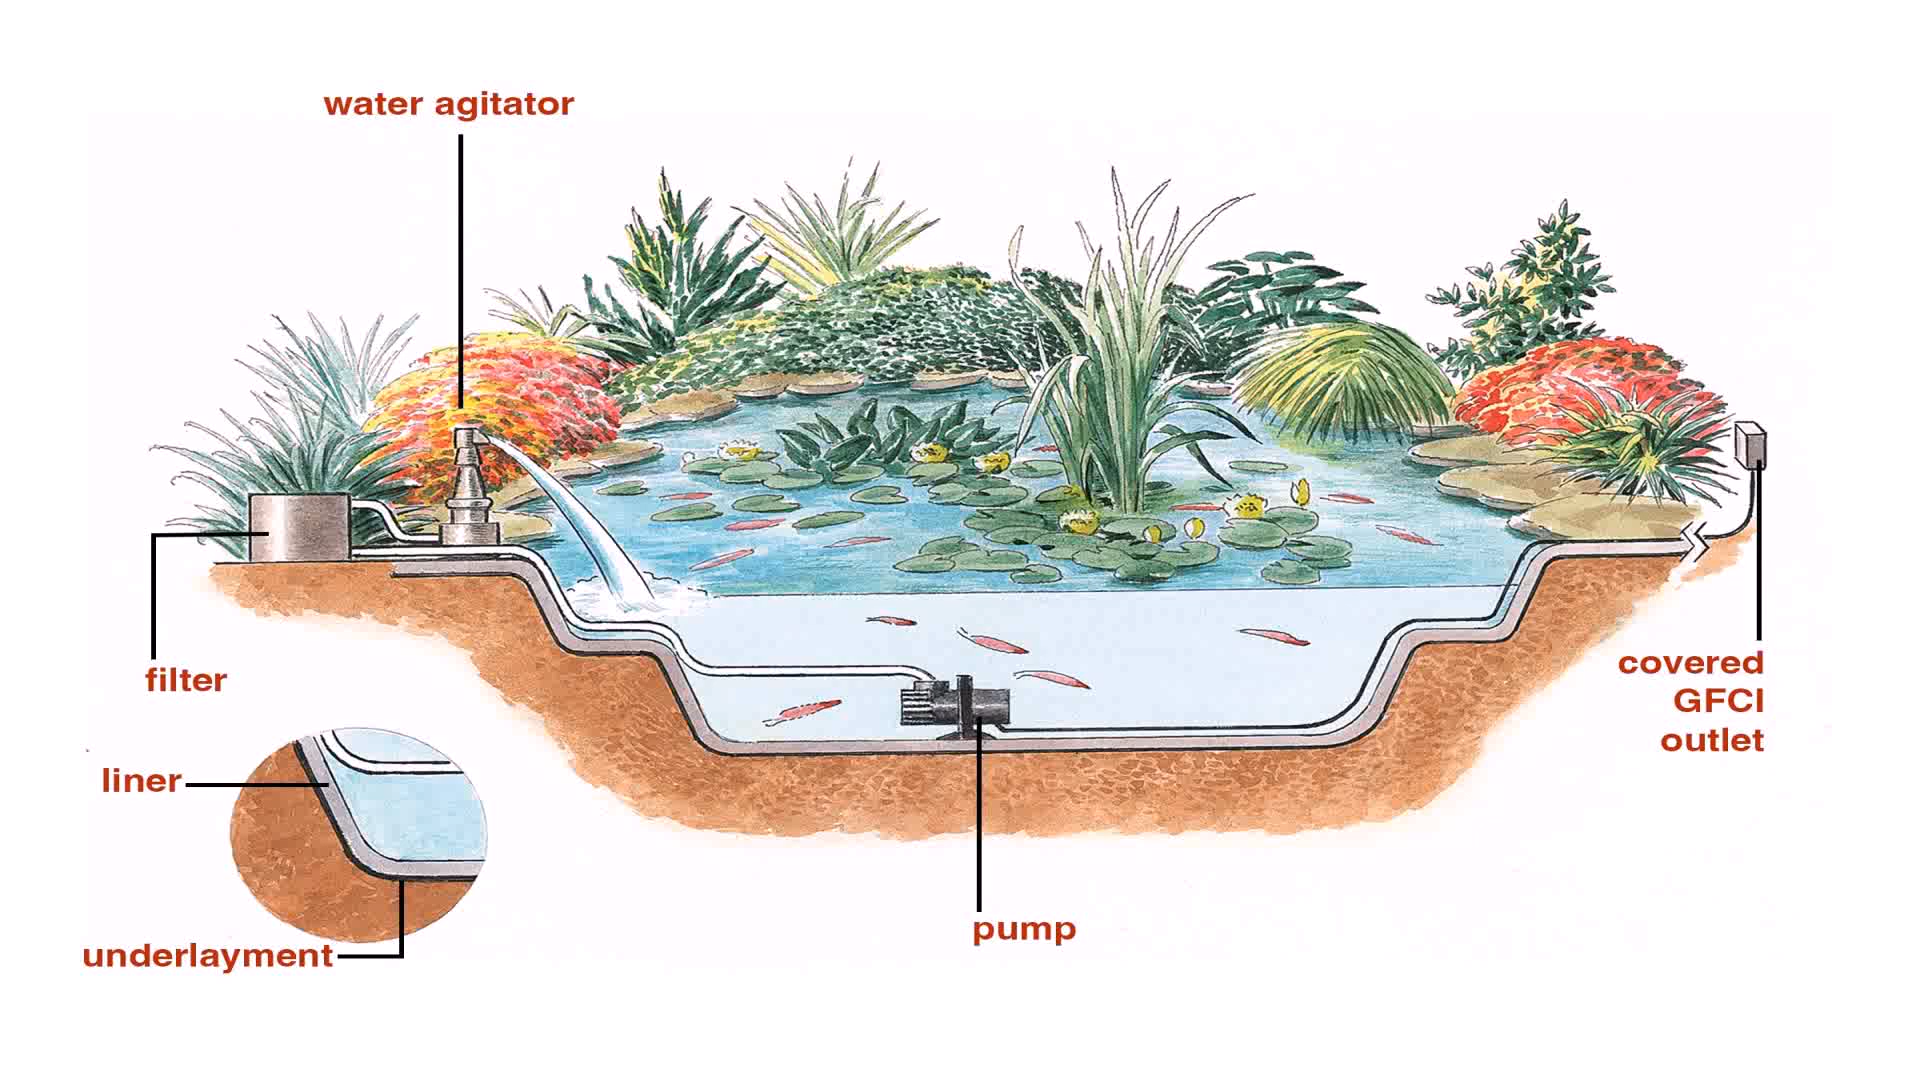 water agitator
filter
liner
underlayment
pump
covered
GFCI
outlet